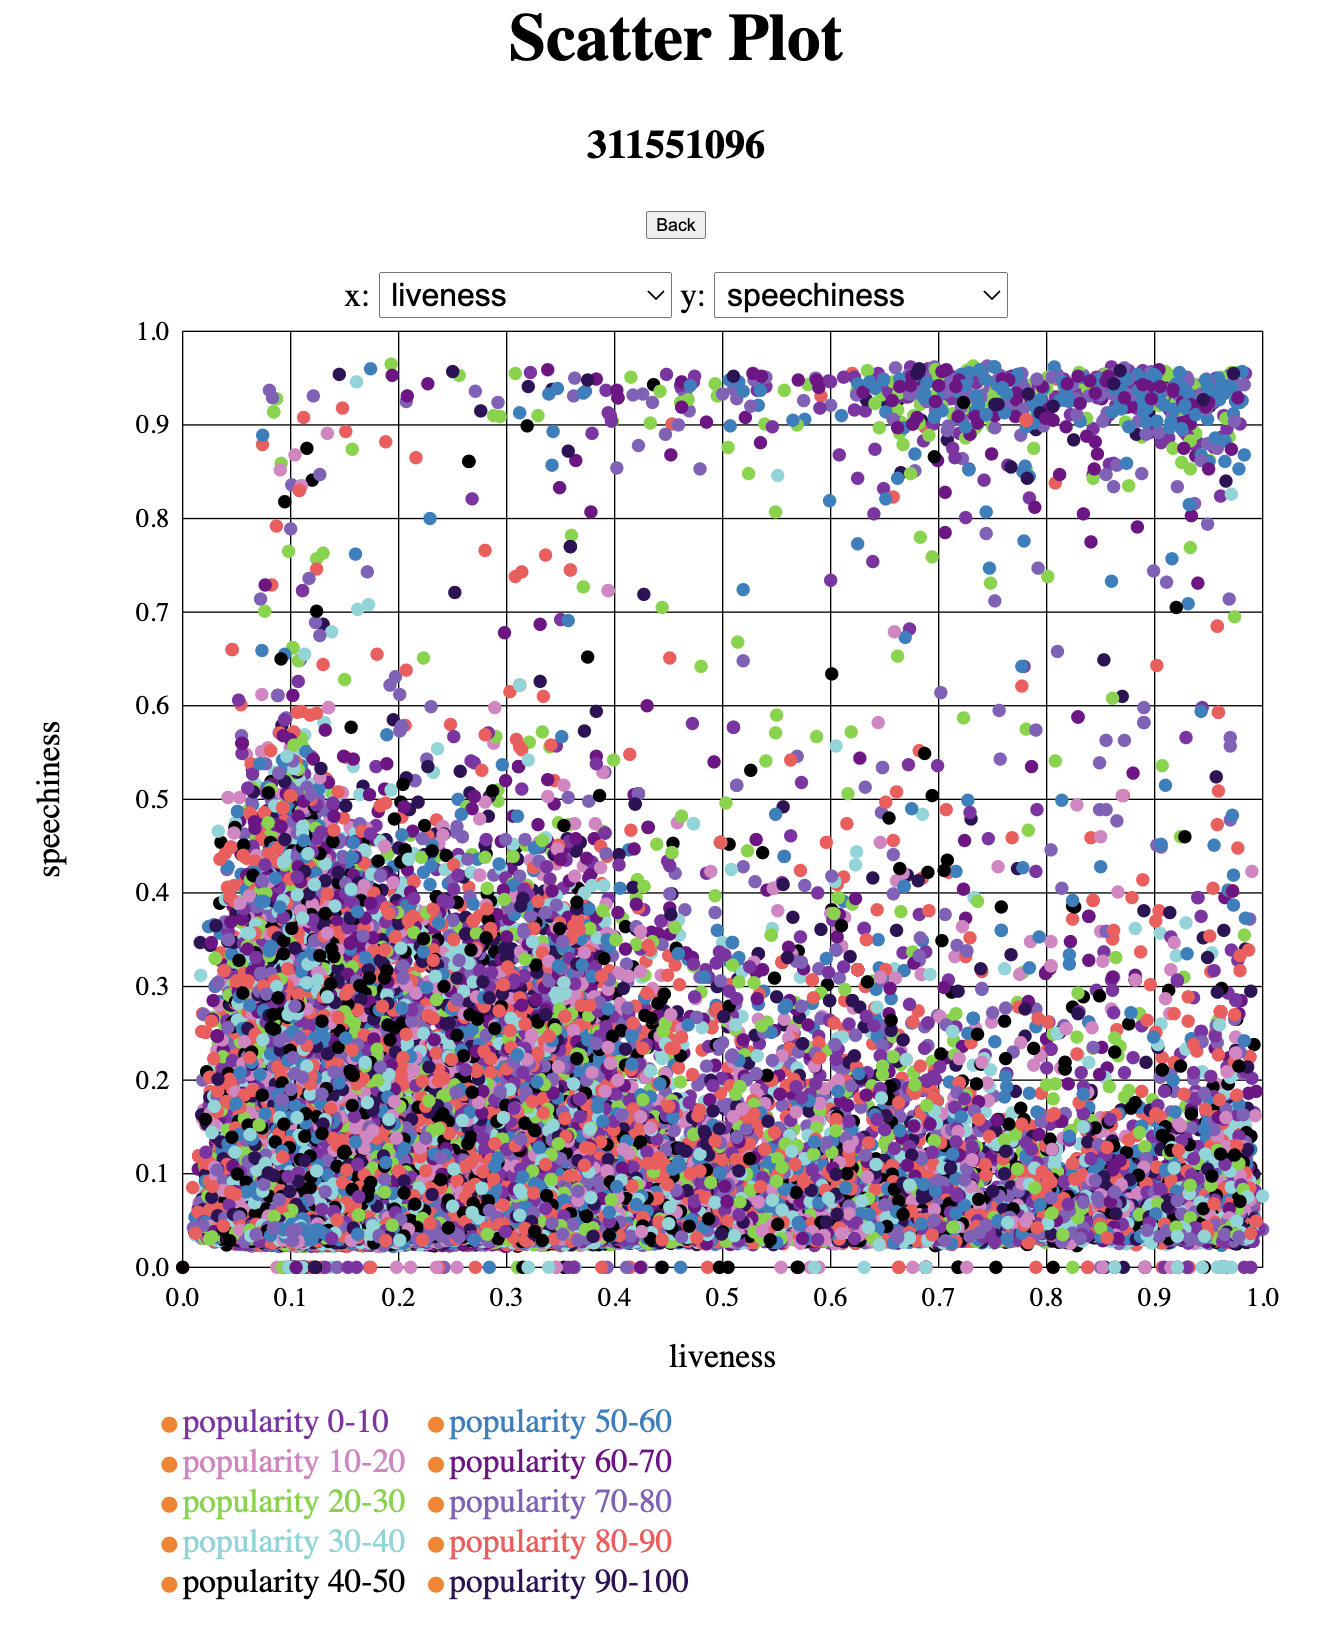 Scatter Plot
311551096
Back
x: liveness y: speechiness
1.0
0.9
0.8
0.7
0.6
0.5
0.4
0.3
0.2
0.1
0.0
speechiness
0.0 0.1 0.2 0.3 0.4 0.5 0.6 0.7 0.8 0.9 1.0
liveness
popularity 0-10 popularity 50-60
popularity 10-20 popularity 60-70
popularity 20-30 popularity 70-80
popularity 30-40 popularity 80-90
popularity 40-50 popularity 90-100